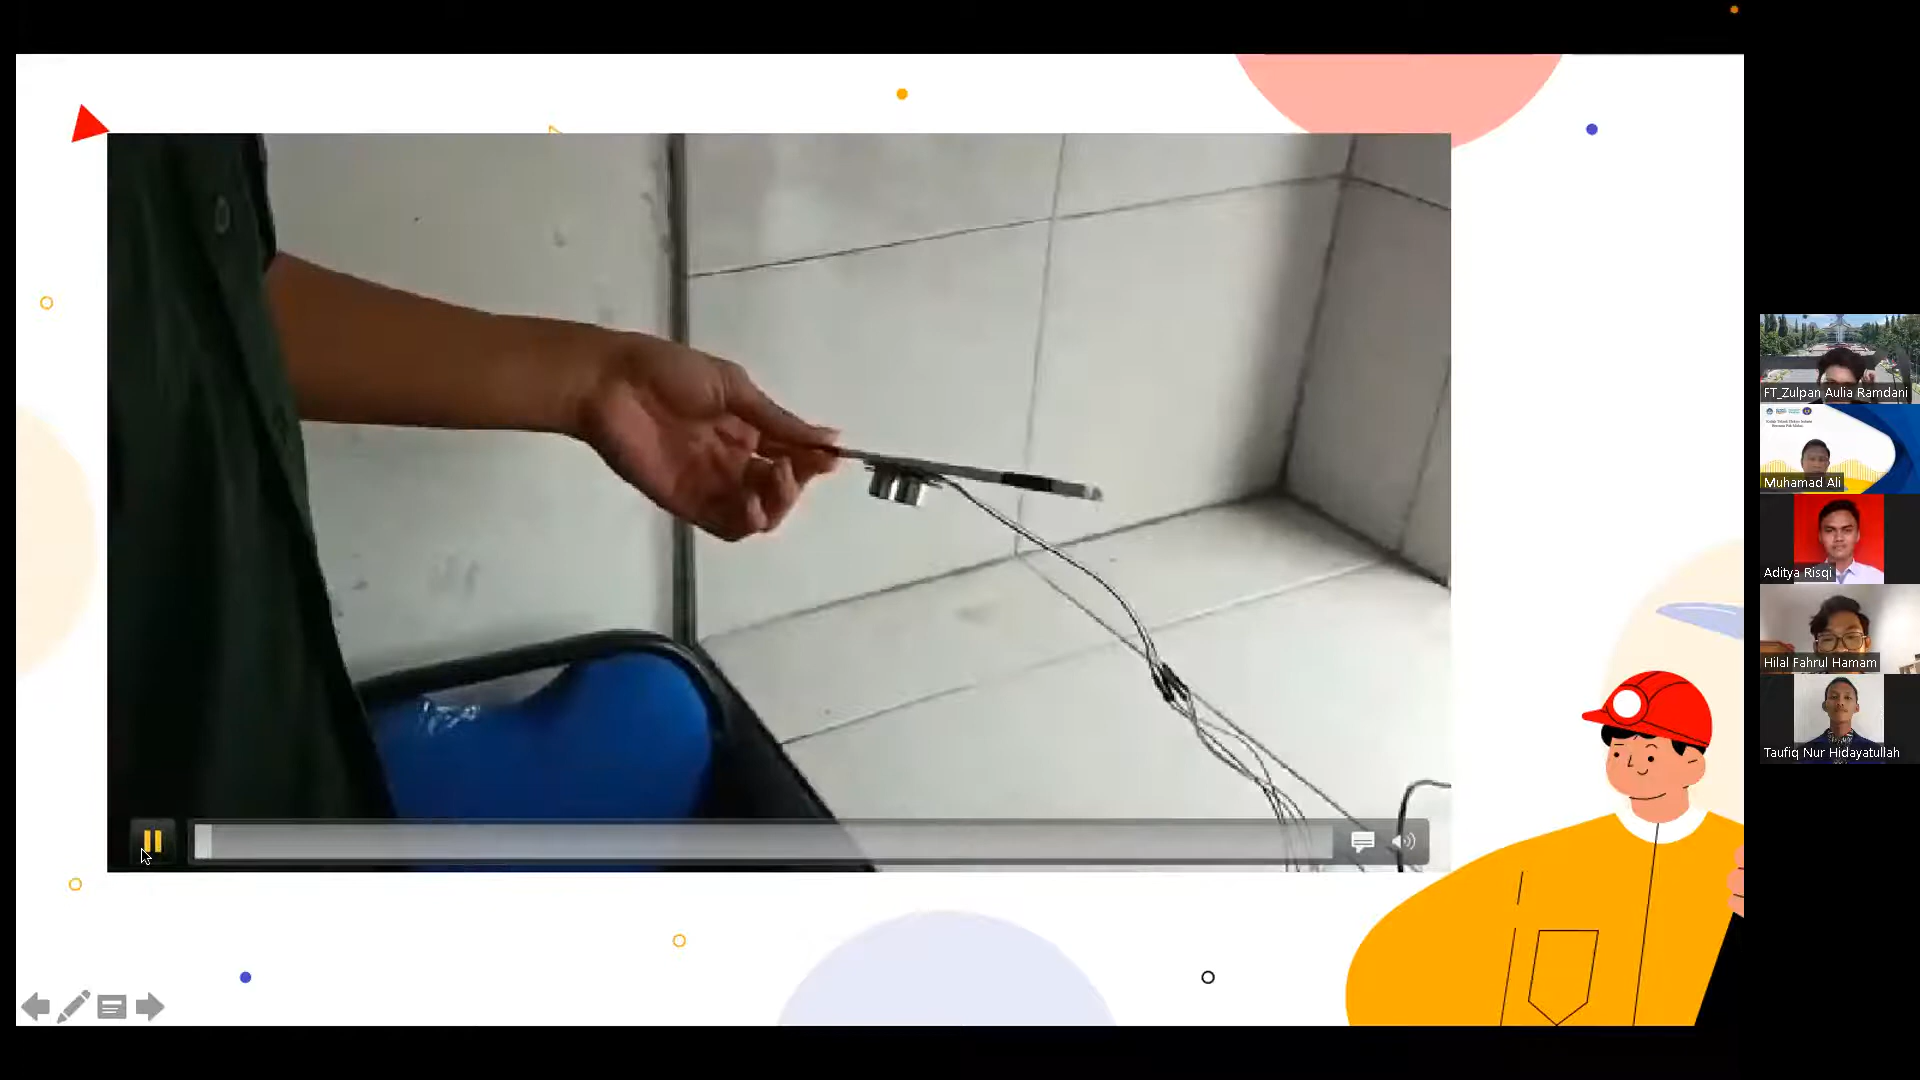 FT_Zulpan Aulia Ramdani
Muhamad Ali
Aditya Risqi
Hilal Fahrul Hamam
Taufiq Nur Hidayatullah